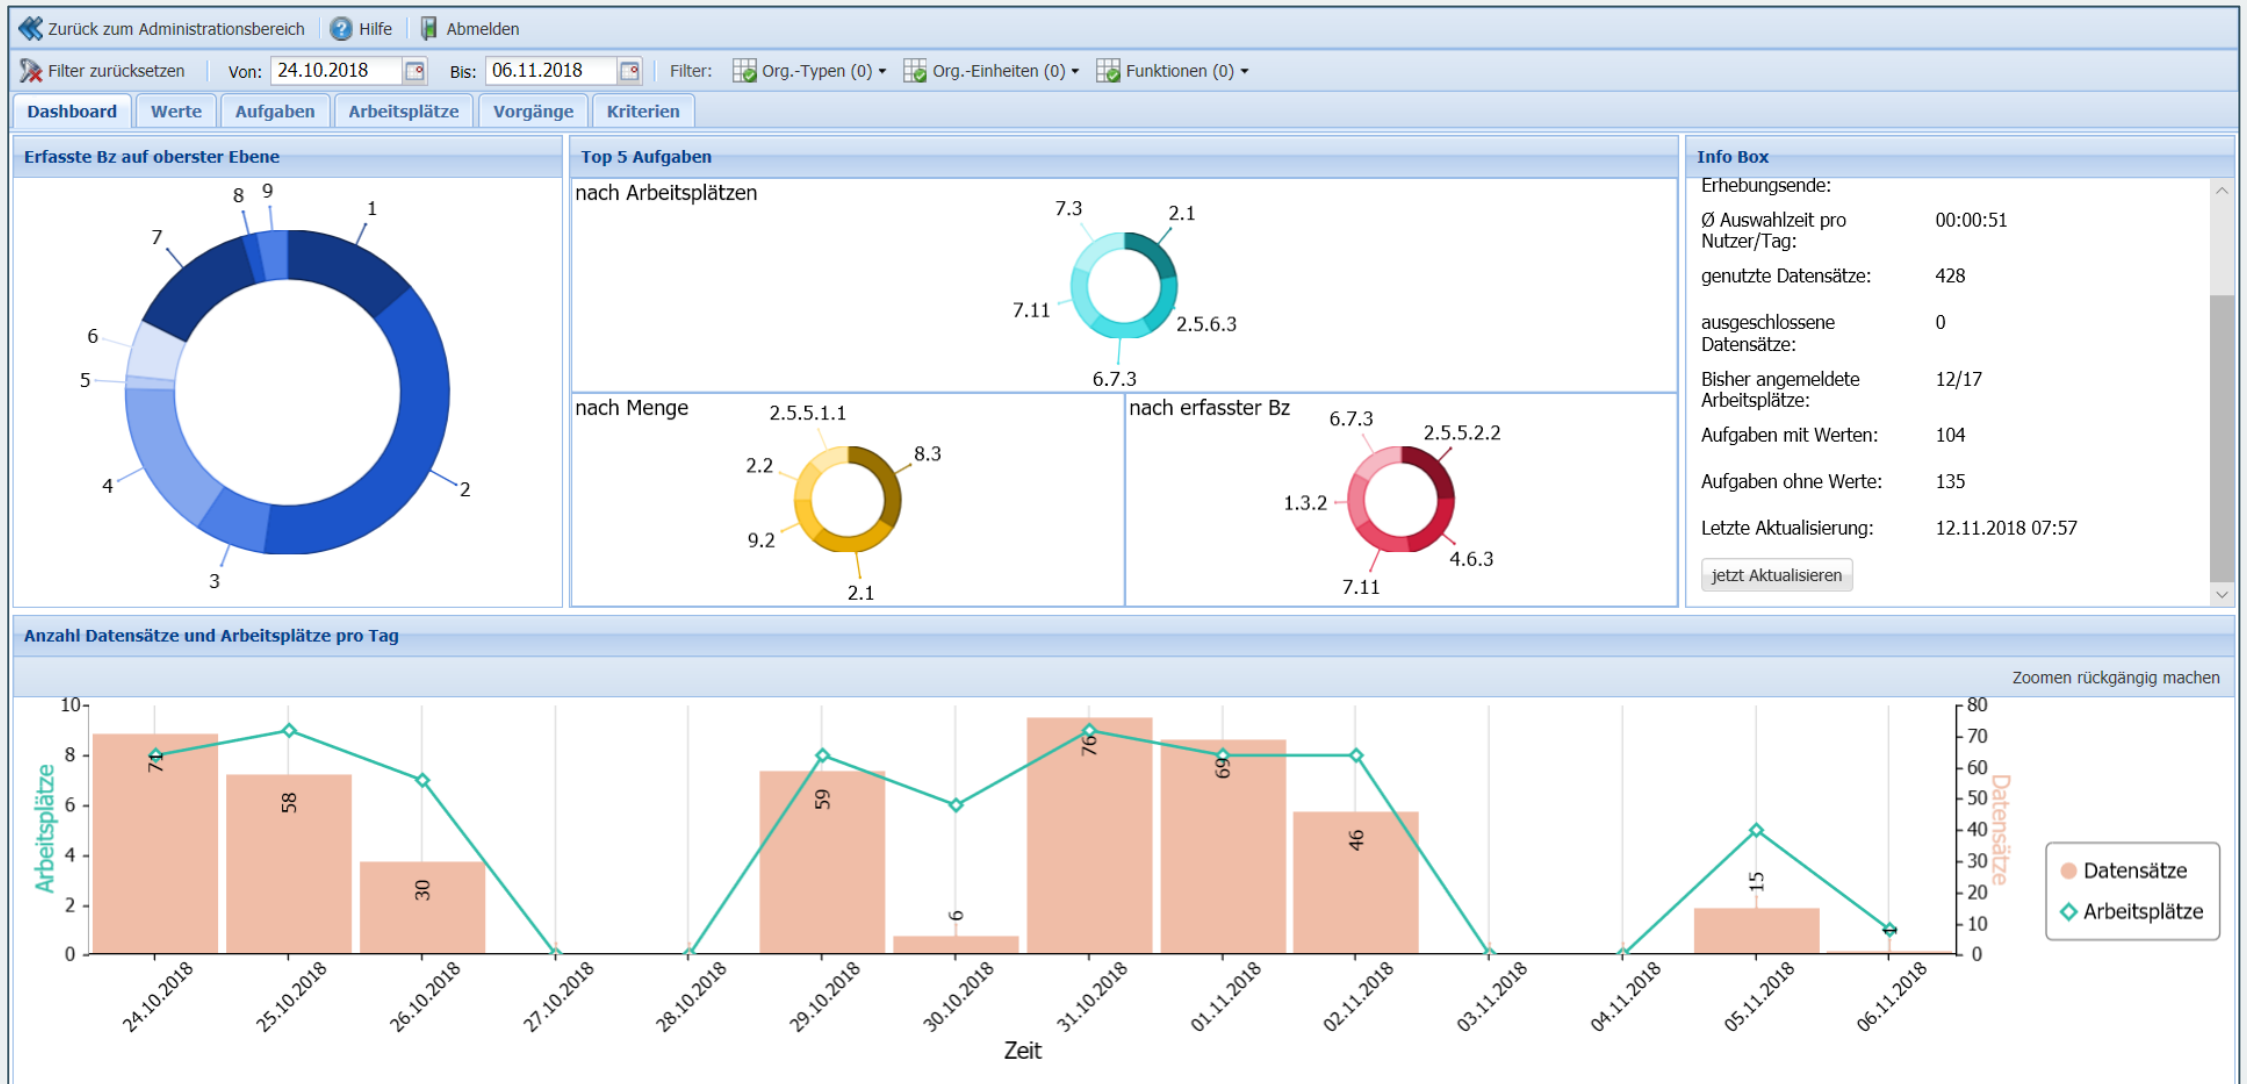 Zurück zum Administrationsbereich Hilfe Abmelden
Filter zurücksetzen Von: 24.10.2018 Bis: 06.11.2018 Filter: Org.-Typen (0) Org.-Einheiten (0) Funktionen (0)
Dashboard Werte Aufgaben Arbeitsplätze Vorgänge Kriterien
Erfasste Bz auf oberster Ebene
8 9
1
7
6
5
4
2
3
Top 5 Aufgaben
nach Arbeitsplätzen
7.3 2.1
7.11
2.5.6.3
6.7.3
nach Menge
2.5.5.1.1
8.3
2.2
9.2
2.1
nach erfasster Bz
6.7.3
2.5.5.2.2
1.3.2
4.6.3
7.11
Info Box
Erhebungsende:
Ø Auswahlzeit pro 00:00:51
Nutzer/Tag:
genutzte Datensätze: 428
ausgeschlossene 0
Datensätze:
Bisher angemeldete 12/17
Arbeitsplätze:
Aufgaben mit Werten: 104
Aufgaben ohne Werte: 135
Letzte Aktualisierung: 12.11.2018 07:57
jetzt Aktualisieren
Anzahl Datensätze und Arbeitsplätze pro Tag
Zoomen rückgängig machen
Arbeitsplätze
10
8
6
4
2
0
71 58 30 59 6 76 69 46 15 1
80
70
60
50
40
30
20
10
0
Datensätze
24.10.2018 25.10.2018 26.10.2018 27.10.2018 28.10.2018 29.10.2018 30.10.2018 31.10.2018 01.11.2018 02.11.2018 03.11.2018 04.11.2018 05.11.2018 06.11.2018
Zeit
Datensätze
Arbeitsplätze